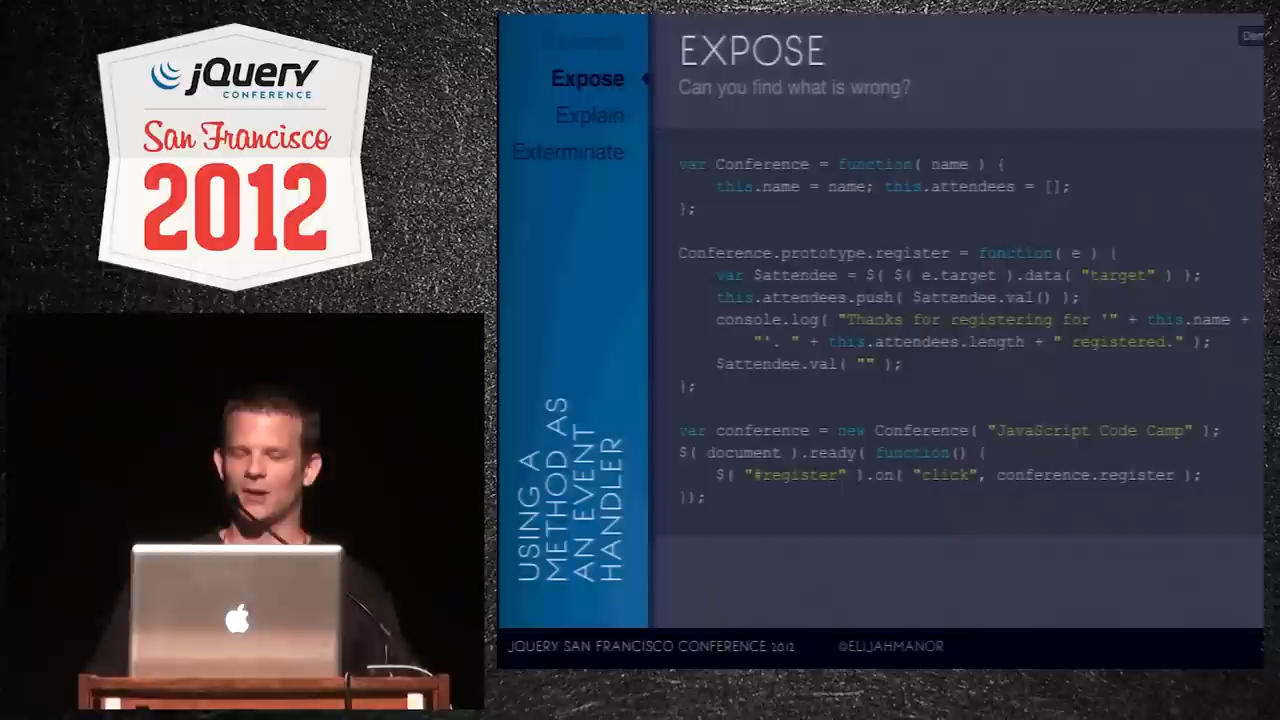 jQuery
CONFERENCE
San Francisco
2012
Expose
Explain
Exterminate
USING A
METHOD AS
AN EVENT
HANDLER
EXPOSE
Can you find what is wrong?
var Conference = function( name ) {
this.name = name; this.attendees = [];
};
Conference.prototype.register = function( e ) {
var $attendee = $( $( e.target ).data( "target" ) );
this.attendees.push( $attendee.val() );
console.log( "Thanks for registering for '" + this.name +
"'. " + this.attendees.length + " registered." );
$attendee.val( "" );
};
var conference = new Conference( "JavaScript Code Camp" );
$( document ).ready( function() {
$( "#register" ).on( "click", conference.register );
});
JQUERY SAN FRANCISCO CONFERENCE 2012 @ELIJAHMANOR